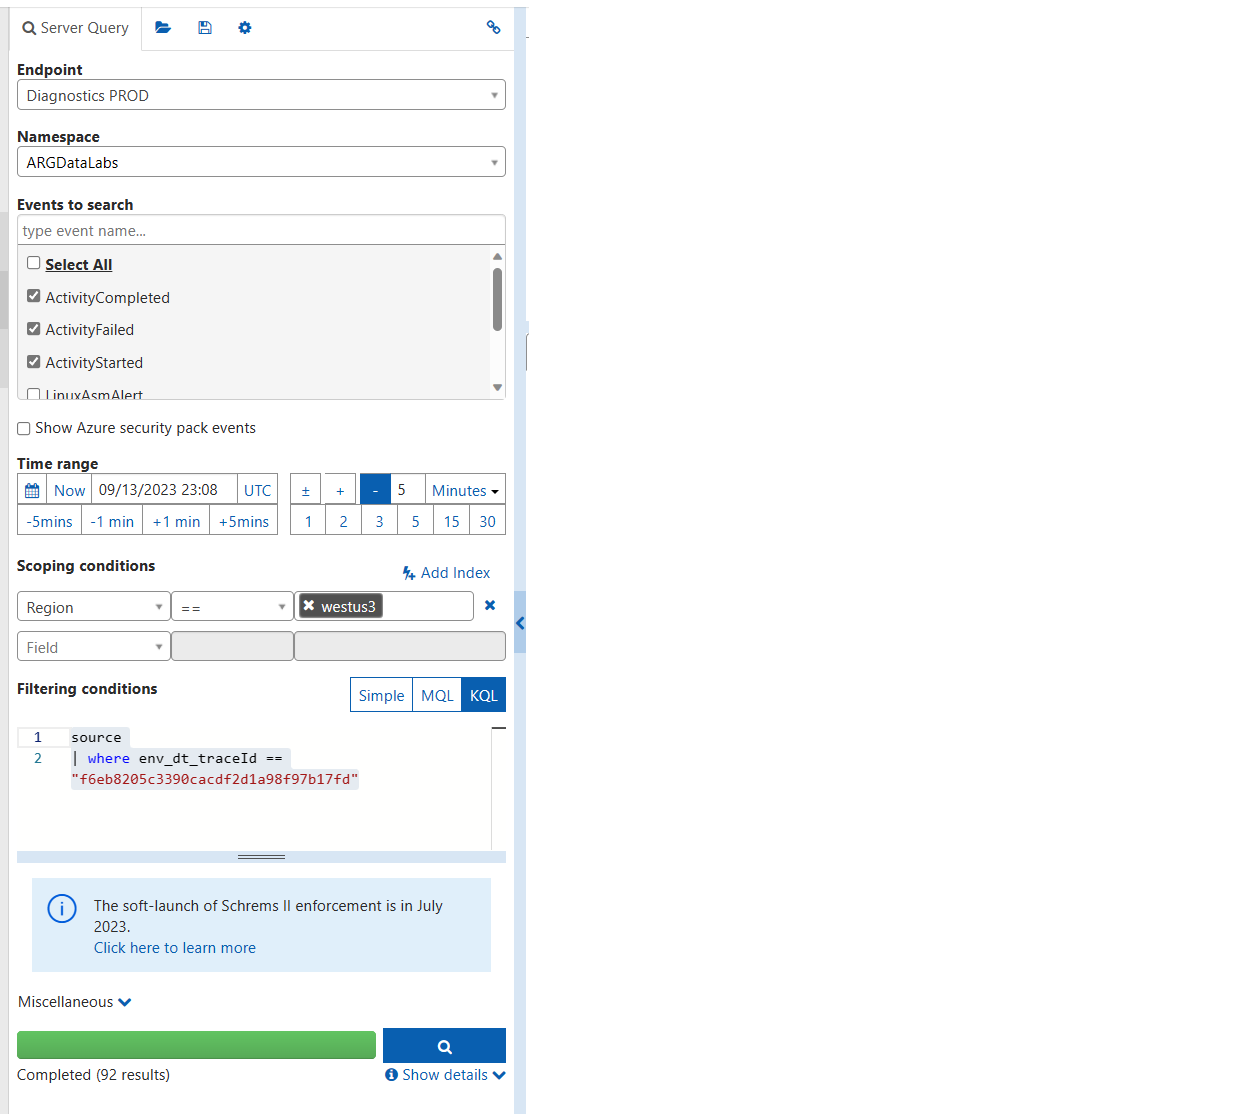 Server Query
Endpoint
Diagnostics PROD
Namespace
ARGDataLabs
Events to search
type event name...
Select All
ActivityCompleted
ActivityFailed
ActivityStarted
LinuxAsmAlert
Show Azure security pack events
Time range
Now 09/13/2023 23:08 UTC ± + - 5 Minutes
-5mins -1 min +1 min +5mins 1 2 3 5 15 30
Scoping conditions
Add Index
Region == westus3
Field
Filtering conditions
Simple MQL KQL
1 source
2 | where env_dt_traceId ==
"f6eb8205c3390cacdf2d1a98f97b17fd"
The soft-launch of Schrems II enforcement is in July
2023.
Click here to learn more
Miscellaneous
Completed (92 results) Show details